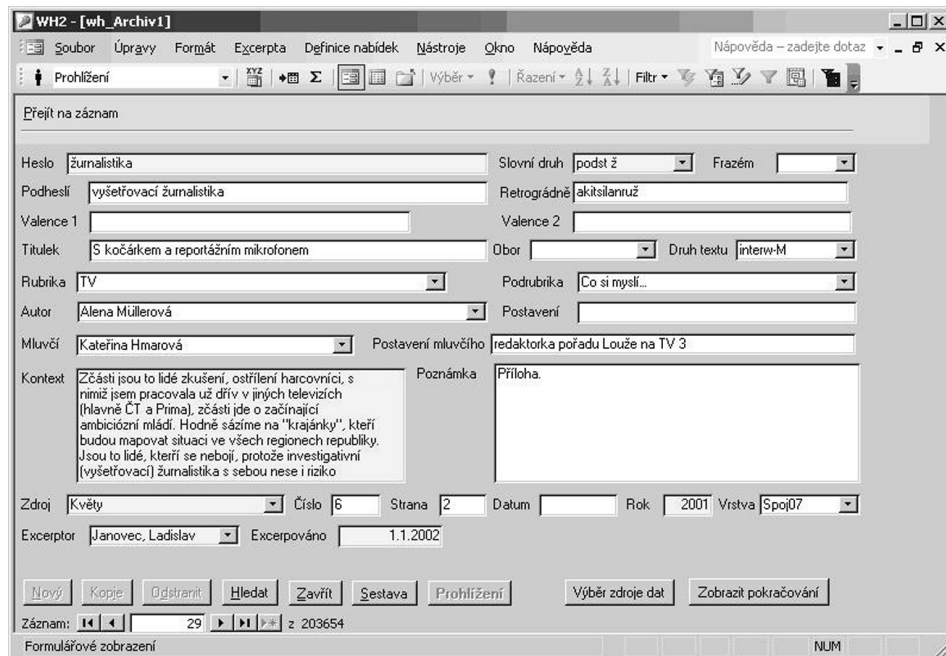 WH2 - [wh_Archiv1]
Soubor Úpravy Formát Excerpta Definice nabídek Nástroje Okno Nápověda Nápověda – zadejte dotaz
Prohlížení XYZ Σ Výběr Řazení Filtr
Přejít na záznam
Heslo žurnalistika Slovní druh podst ž Frazém
Podheslí vyšetřovací žurnalistika Retrográdně akitsilanruž
Valence 1 Valence 2
Titulek S kočárkem a reportážním mikrofonem Obor Druh textu interw-M
Rubrika TV Podrubrika Co si myslí...
Autor Alena Müllerová Postavení
Mluvčí Kateřina Hmarová Postavení mluvčího redaktorka pořadu Louže na TV 3
Kontext Zčásti jsou to lidé zkušení, ostřílení harcovníci, s Poznámka Příloha.
nimiž jsem pracovala už dřív v jiných televizích
(hlavně ČT a Prima), zčásti jde o začínající
ambiciózní mládí. Hodně sázíme na "krajánky", kteří
budou mapovat situaci ve všech regionech republiky.
Jsou to lidé, kterří se nebojí, protože investigativní
(vyšetřovací) žurnalistika s sebou nese i riziko
Zdroj Květy Číslo 6 Strana 2 Datum Rok 2001 Vrstva Spoj07
Excerptor Janovec, Ladislav Excerpováno 1.1.2002
Nový Kopje Odstranit Hledat Zavřít Sestava Prohlížení Výběr zdroje dat Zobrazit pokračování
Záznam: 29 z 203654
Formulářové zobrazení NUM